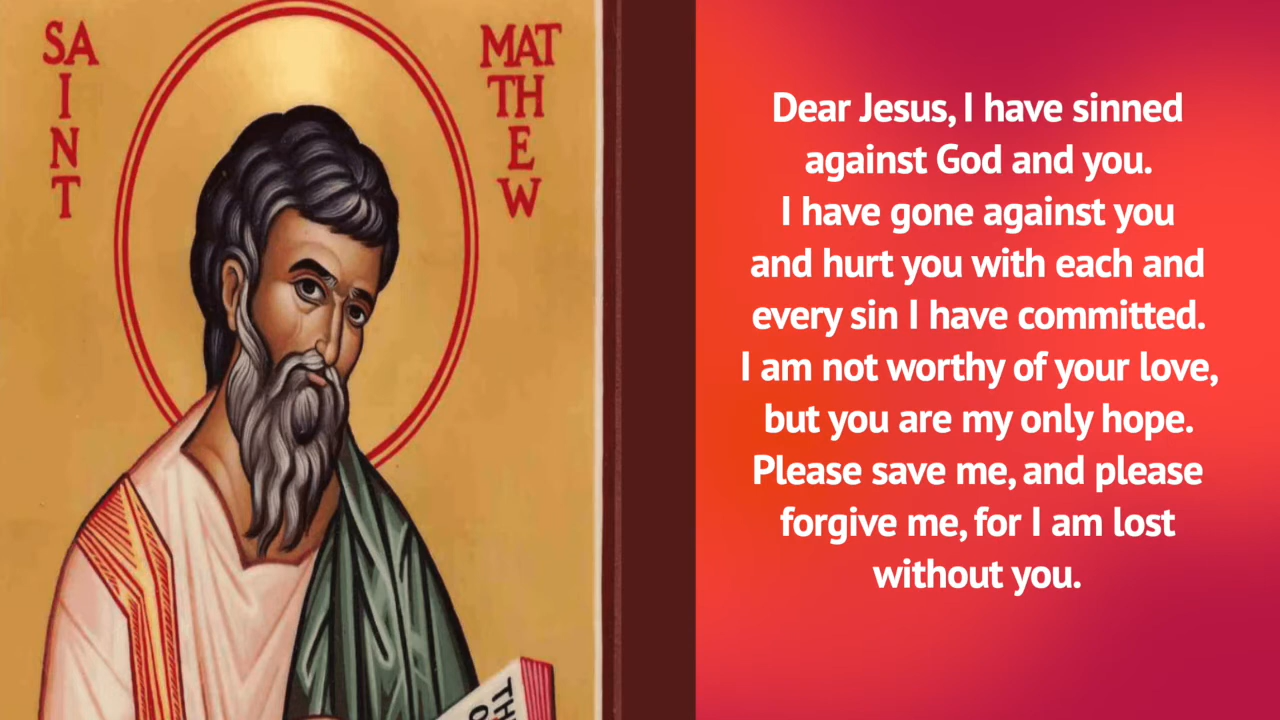 SA
I
N
T
MAT
TH
E
W
Dear Jesus, I have sinned
against God and you.
I have gone against you
and hurt you with each and
every sin I have committed.
I am not worthy of your love,
but you are my only hope.
Please save me, and please
forgive me, for I am lost
without you.